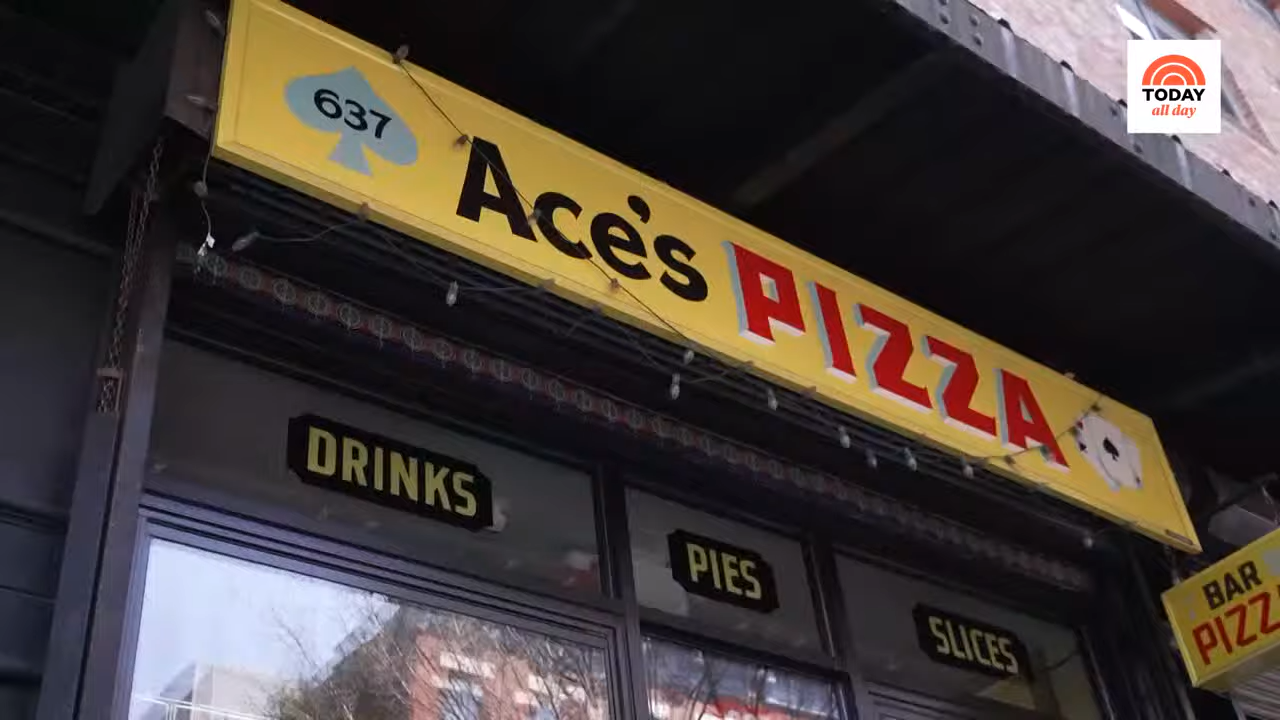 TODAY
all day
637
Ace's PIZZA
DRINKS
PIES
SLICES
BAR
PIZZ